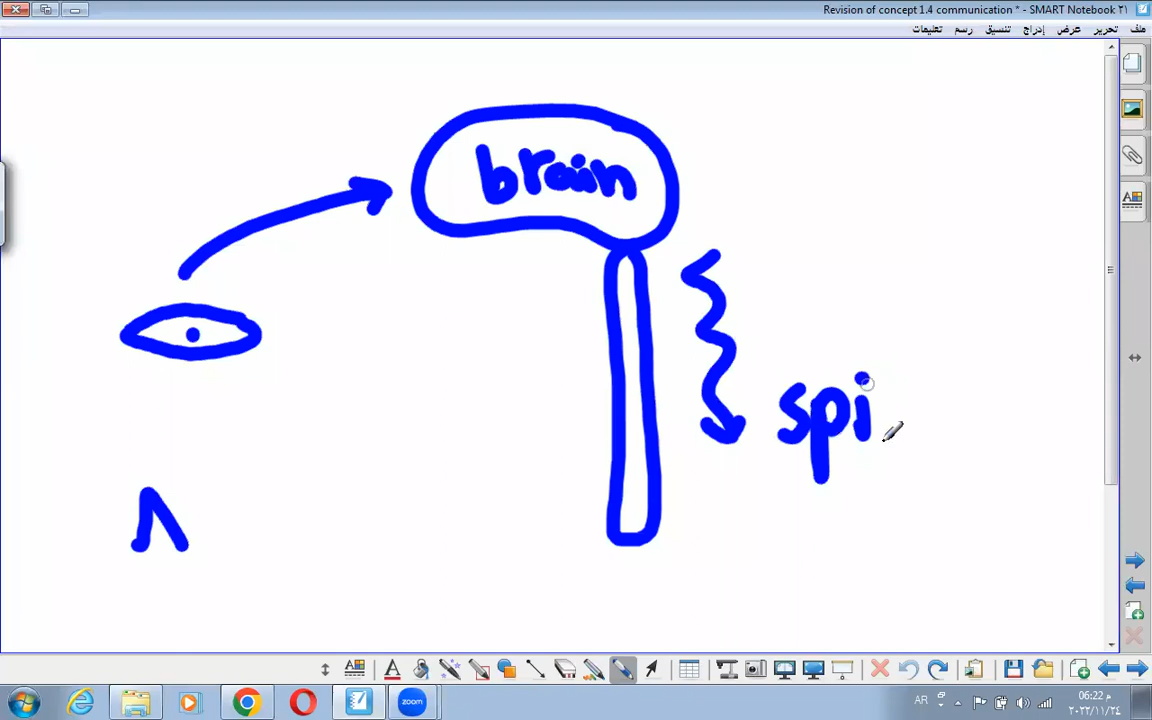 Revision of concept 1.4 communication * - SMART Notebook ٢١
ملف تحرير عرض إدراج تنسيق رسم تعليمات
brain
spi
zoom
AR
06:22 م
٢٠٢٢/١١/٢٤